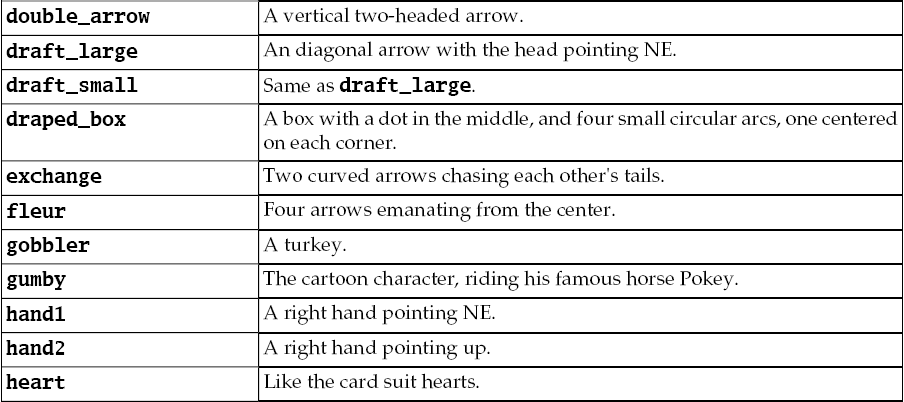 double_arrow A vertical two-headed arrow.
draft_large An diagonal arrow with the head pointing NE.
draft_small Same as draft_large.
draped_box A box with a dot in the middle, and four small circular arcs, one centered
on each corner.
exchange Two curved arrows chasing each other's tails.
fleur Four arrows emanating from the center.
gobbler A turkey.
gumby The cartoon character, riding his famous horse Pokey.
hand1 A right hand pointing NE.
hand2 A right hand pointing up.
heart Like the card suit hearts.